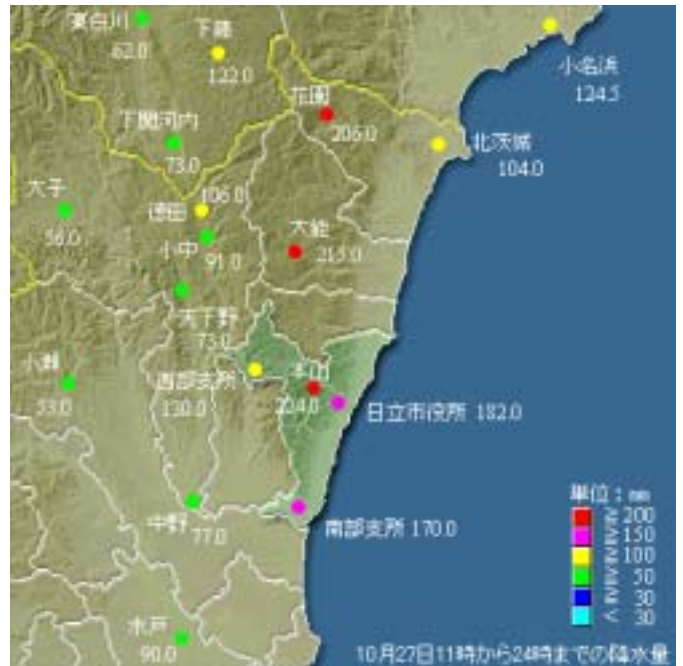 東白川
62.0
下鎌
122.0
小名浜
124.5
花園
206.0
下関河内
73.0
北茨城
104.0
大子
56.0
徳田
106.0
小中
91.0
大能
215.0
大子野
73.0
小瀬
53.0
西部支所
130.0
本山
224.0
日立市役所 182.0
中野
77.0
南部支所 170.0
水戸
90.0
単位：mm
≧ 200
≧ 150
≧ 100
≧ 50
≧ 30
< 30
10月27日11時から24時までの降水量